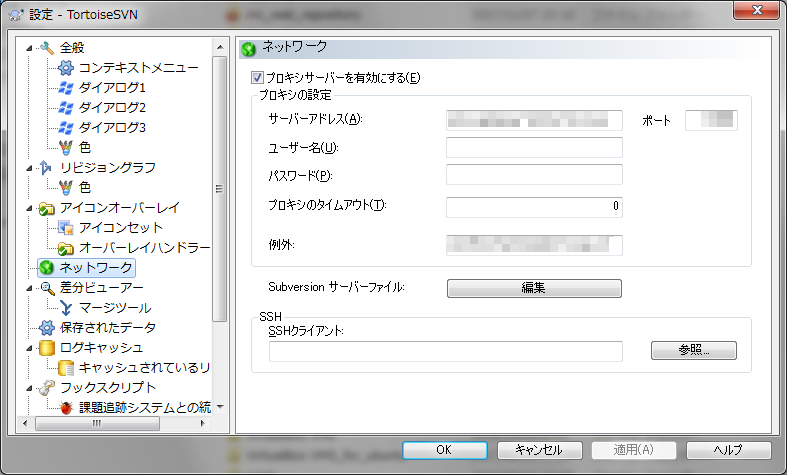 設定 - TortoiseSVN
全般
コンテキストメニュー
ダイアログ1
ダイアログ2
ダイアログ3
色
リビジョングラフ
色
アイコンオーバーレイ
アイコンセット
オーバーレイハンドラー
ネットワーク
差分ビューアー
マージツール
保存されたデータ
ログキャッシュ
キャッシュされているリ
フックスクリプト
課題追跡システムとの統
ネットワーク
プロキシサーバーを有効にする(E)
プロキシの設定
サーバーアドレス(A):
ポート
ユーザー名(U):
パスワード(P):
プロキシのタイムアウト(T):
0
例外:
Subversion サーバーファイル:
編集
SSH
SSHクライアント:
参照...
OK
キャンセル
適用(A)
ヘルプ